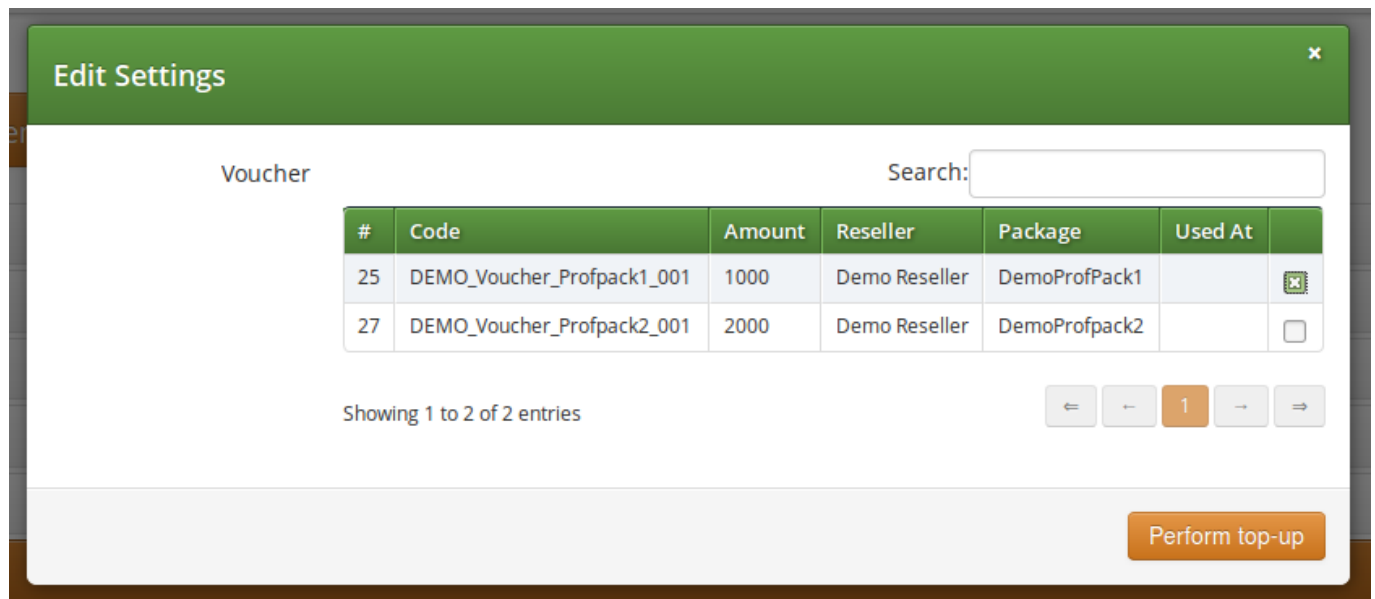 Edit Settings
×
er
Voucher
Search:
# Code Amount Reseller Package Used At
25 DEMO_Voucher_Profpack1_001 1000 Demo Reseller DemoProfPack1
27 DEMO_Voucher_Profpack2_001 2000 Demo Reseller DemoProfpack2
Showing 1 to 2 of 2 entries
⇐ ← 1 → ⇒
Perform top-up